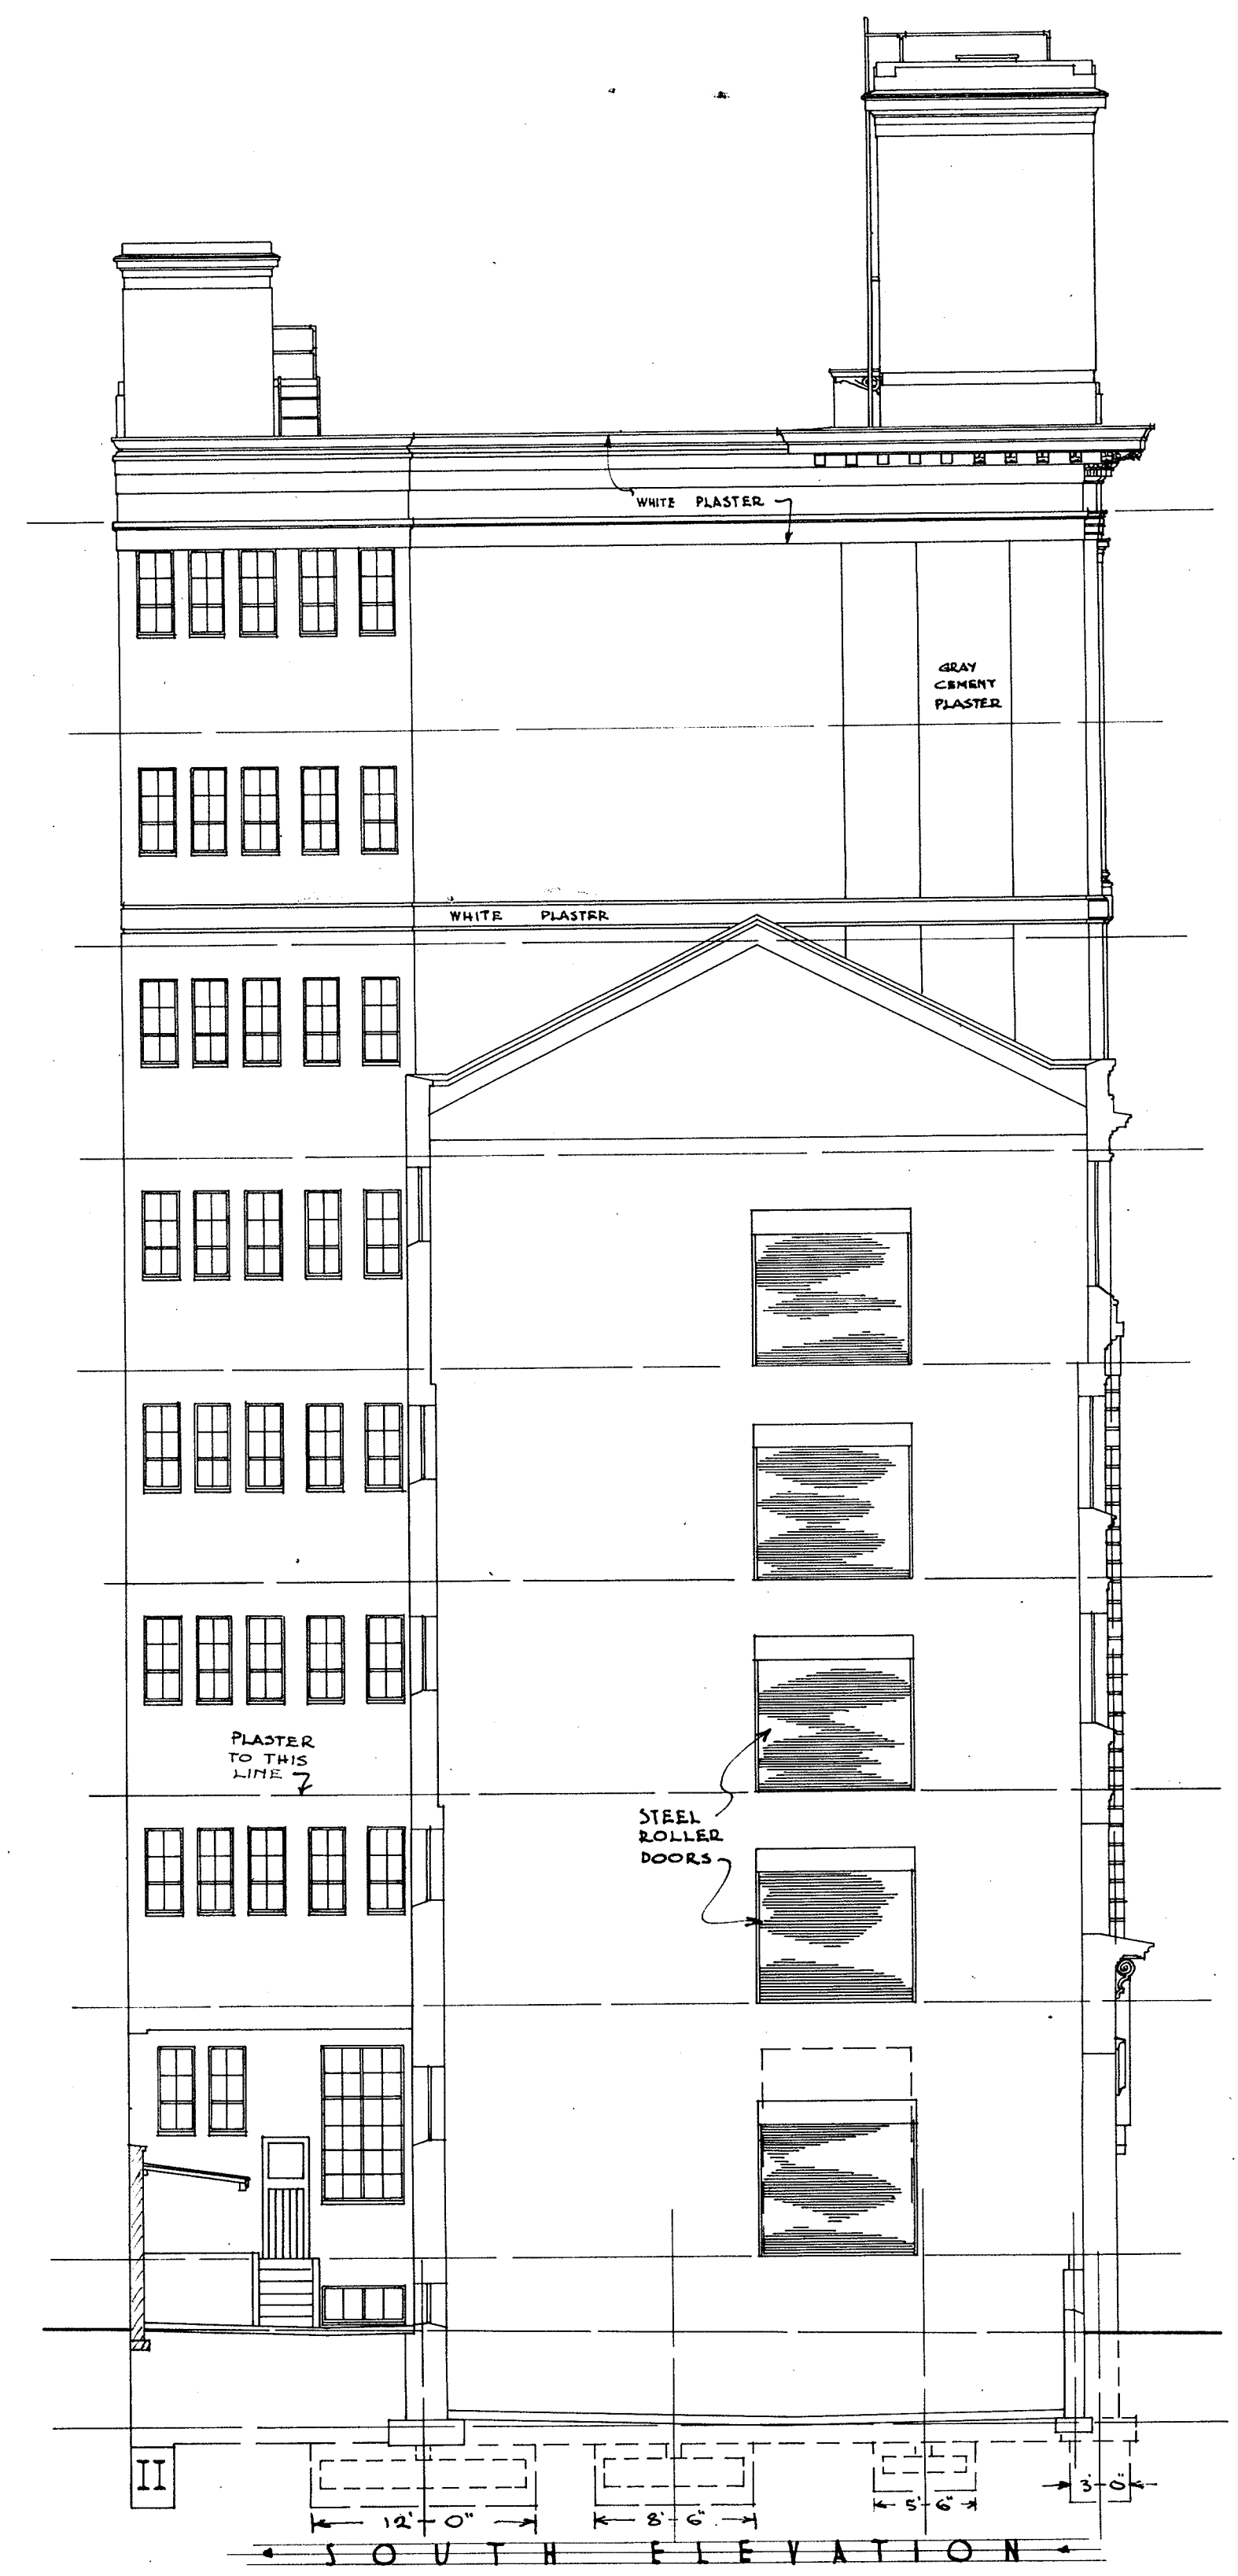 WHITE PLASTER
GRAY
CEMENT
PLASTER
WHITE PLASTER
PLASTER
TO THIS
LINE
STEEL
ROLLER
DOORS
12'-0"
8'-6"
5'-6"
3'-0"
SOUTH ELEVATION